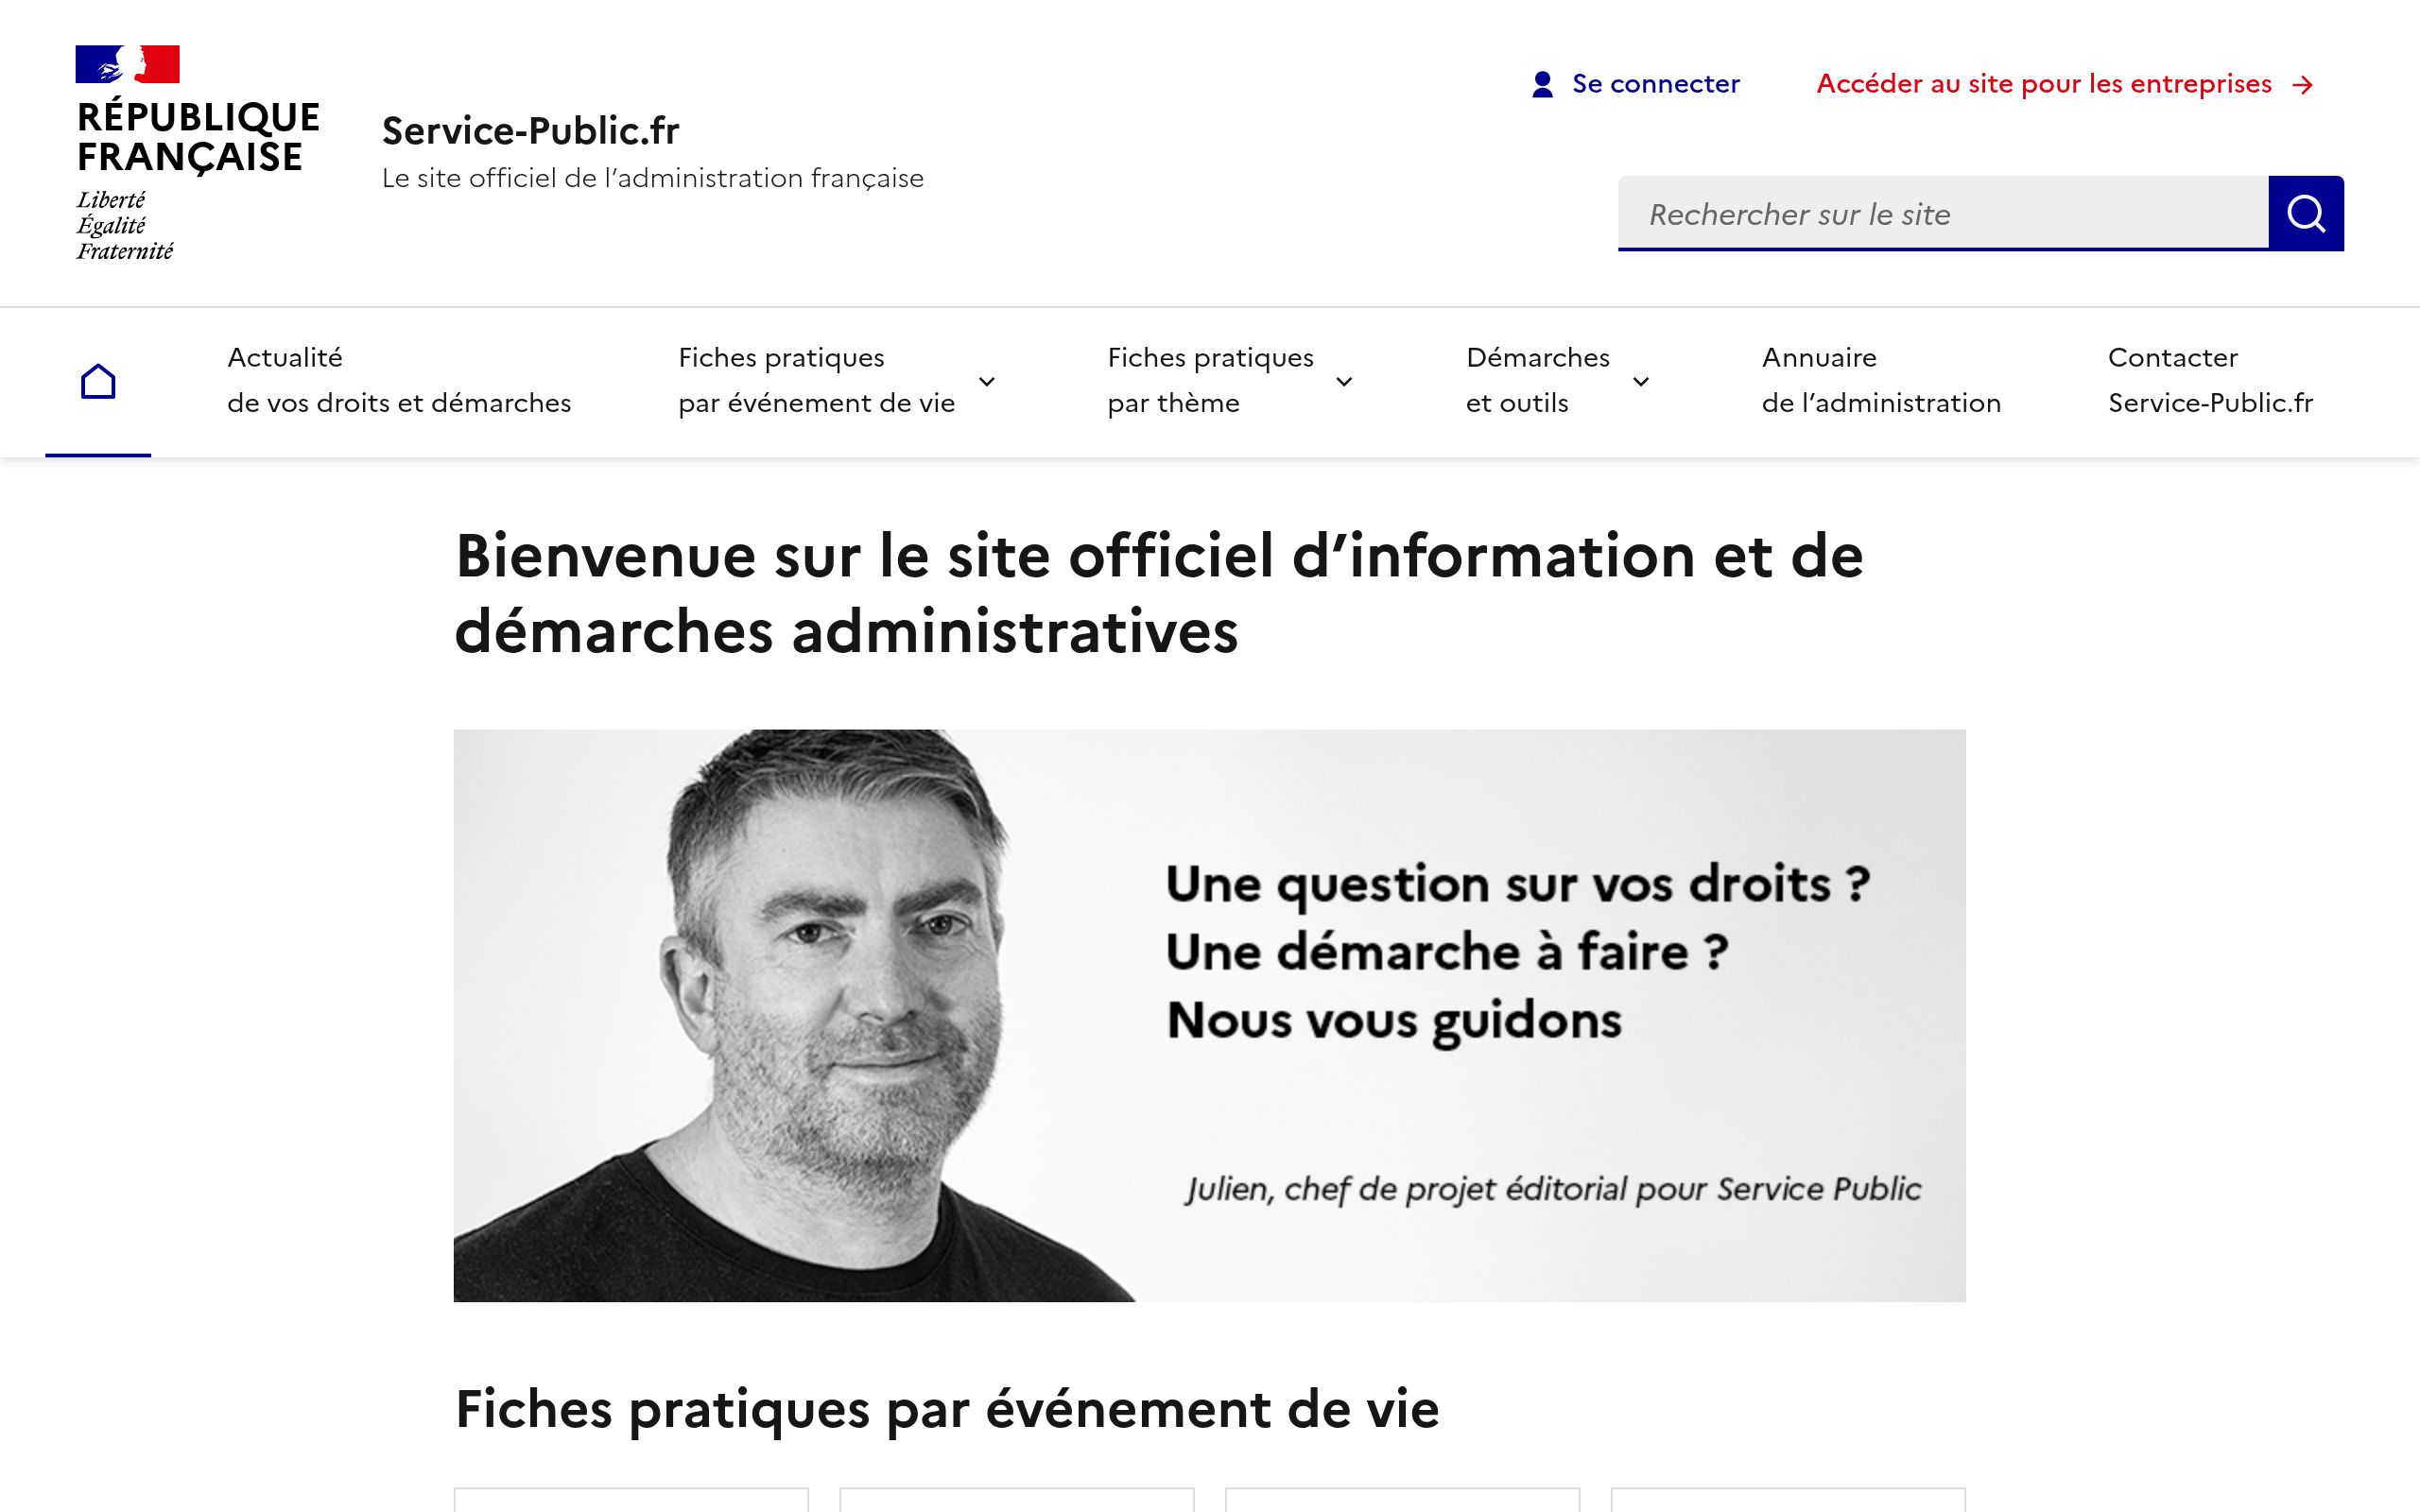 RÉPUBLIQUE
FRANÇAISE
Liberté
Égalité
Fraternité
Service-Public.fr
Le site officiel de l’administration française
Se connecter
Accéder au site pour les entreprises
Rechercher sur le site
Actualité
de vos droits et démarches
Fiches pratiques
par événement de vie
Fiches pratiques
par thème
Démarches
et outils
Annuaire
de l’administration
Contacter
Service-Public.fr
Bienvenue sur le site officiel d’information et de
démarches administratives
Une question sur vos droits ?
Une démarche à faire ?
Nous vous guidons
Julien, chef de projet éditorial pour Service Public
Fiches pratiques par événement de vie